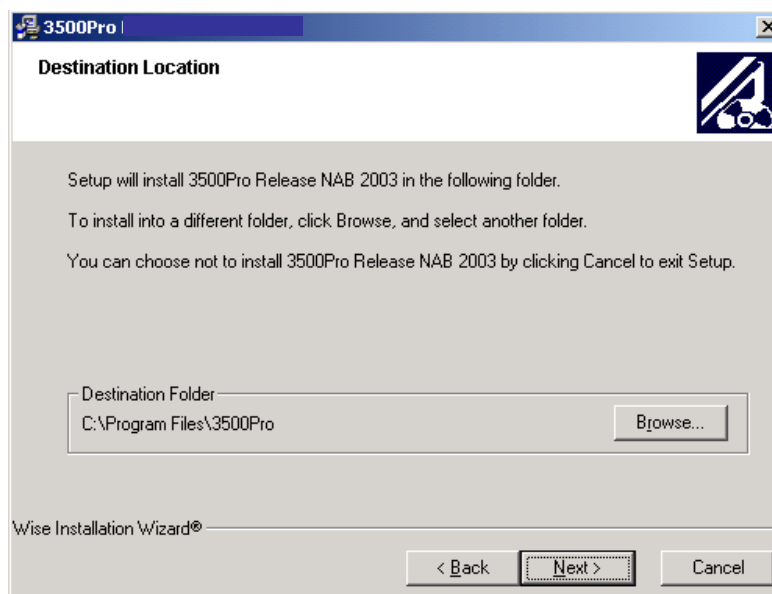 3500Pro
Destination Location
Setup will install 3500Pro Release NAB 2003 in the following folder.
To install into a different folder, click Browse, and select another folder.
You can choose not to install 3500Pro Release NAB 2003 by clicking Cancel to exit Setup.
Destination Folder
C:\Program Files\3500Pro
Browse...
Wise Installation Wizard®
< Back Next > Cancel